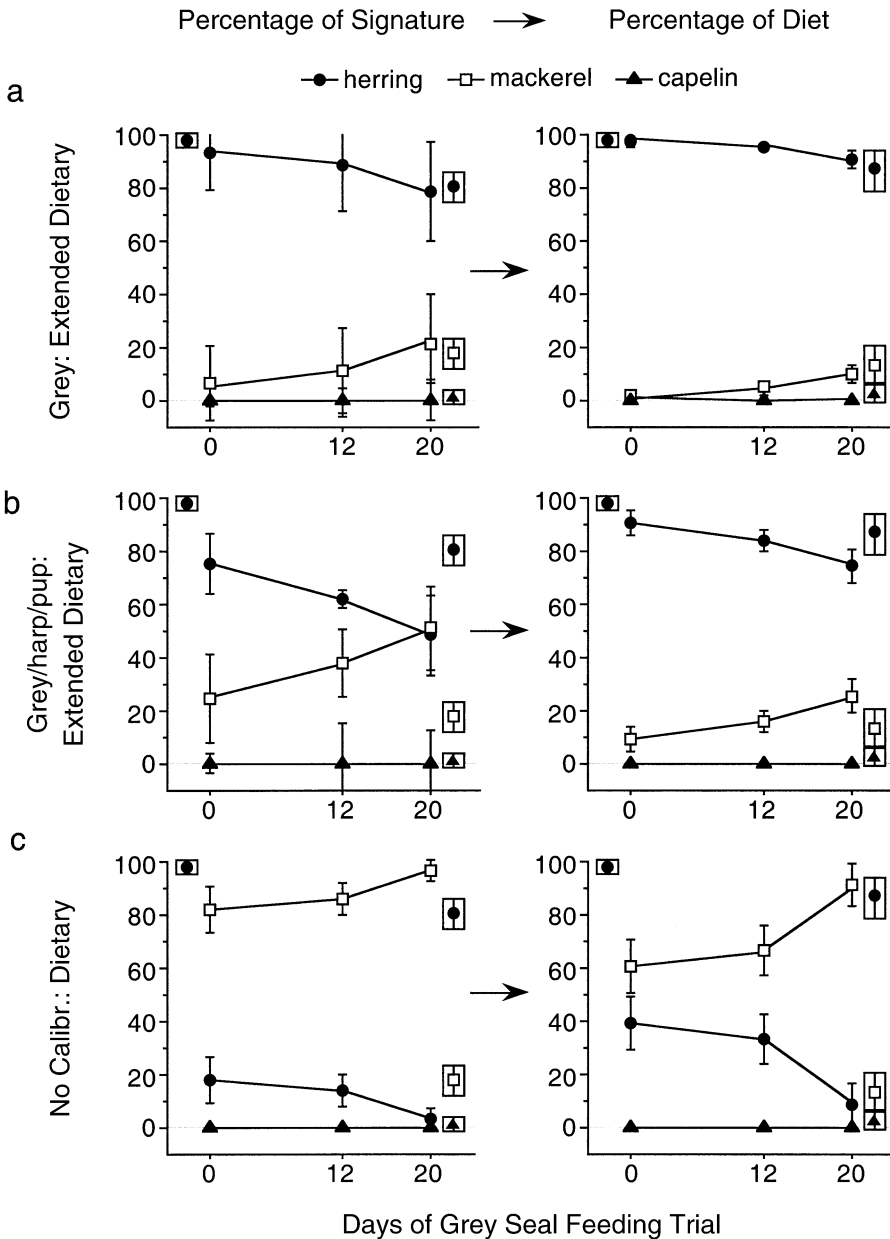 Percentage of Signature → Percentage of Diet
herring mackerel capelin
a
Grey: Extended Dietary
100 100
80 80
60 60
40 40
20 20
0 0
0 12 20 0 12 20
b
Grey/harp/pup:
Extended Dietary
100 100
80 80
60 60
40 40
20 20
0 0
0 12 20 0 12 20
c
No Calibr.: Dietary
100 100
80 80
60 60
40 40
20 20
0 0
0 12 20 0 12 20
Days of Grey Seal Feeding Trial